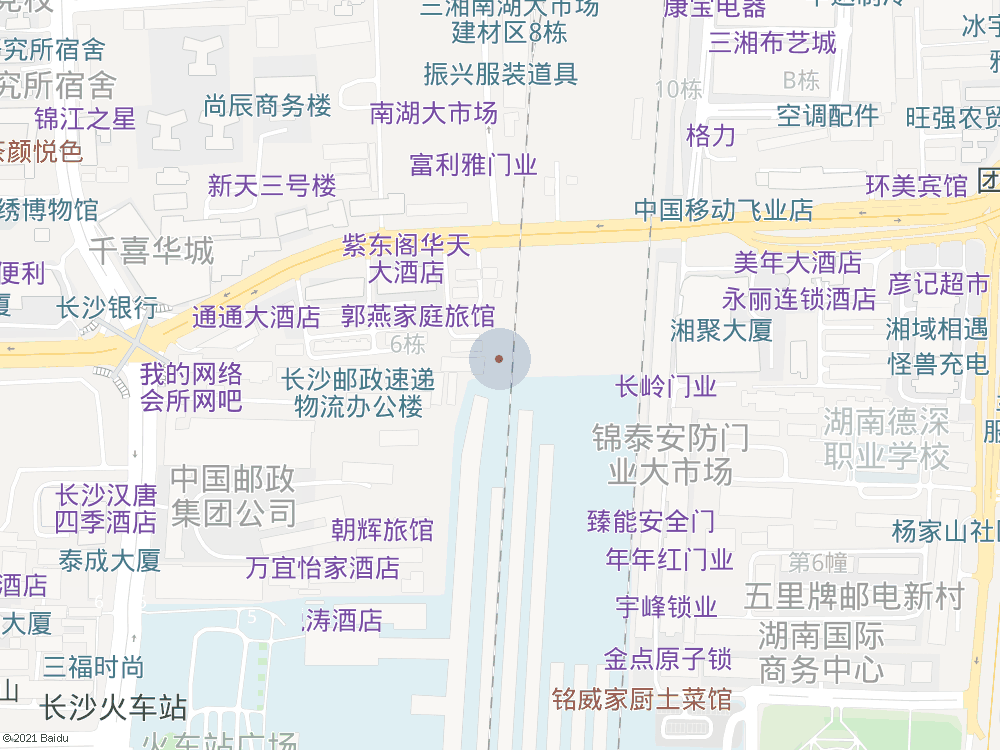 三湘南湖大市场
建材区8栋
康宝电器
三湘布艺城
究所宿舍
究所宿舍
振兴服装道具
10栋
B栋
尚辰商务楼
锦江之星
南湖大市场
空调配件
旺强农贸
格力
茶颜悦色
富利雅门业
新天三号楼
环美宾馆
团
绣博物馆
中国移动飞业店
千喜华城
紫东阁华天
大酒店
美年大酒店
便利
彦记超市
厦
长沙银行
通通大酒店
郭燕家庭旅馆
永丽连锁酒店
湘聚大厦
湘域相遇
6栋
怪兽充电
我的网络
会所网吧
长沙邮政速递
物流办公楼
长岭门业
湖南德深
职业学校
锦泰安防门
业大市场
中国邮政
集团公司
长沙汉唐
四季酒店
朝辉旅馆
臻能安全门
杨家山社区
泰成大厦
万宜怡家酒店
年年红门业
第6幢
酒店
五里牌邮电新村
大厦
涛酒店
5
宇峰锁业
湖南国际
商务中心
三福时尚
金点原子锁
山
长沙火车站
铭威家厨土菜馆
火车站广场
© 2021 Baidu